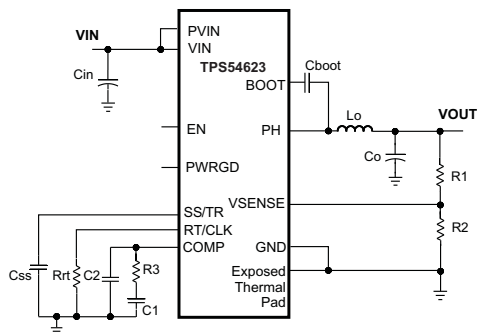 VIN
PVIN
VIN
TPS54623
Cin
BOOT
Cboot
EN
PH
Lo
VOUT
Co
R1
PWRGD
VSENSE
R2
SS/TR
RT/CLK
COMP
GND
Css
Rrt
C2
R3
C1
Exposed
Thermal
Pad